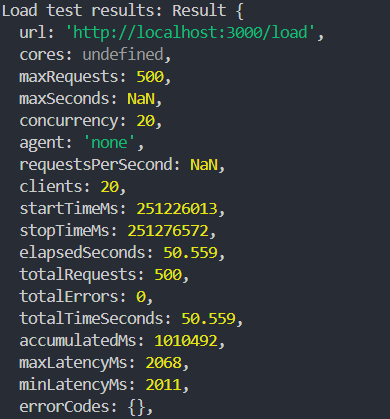 Load test results: Result {
  url: 'http://localhost:3000/load',
  cores: undefined,
  maxRequests: 500,
  maxSeconds: NaN,
  concurrency: 20,
  agent: 'none',
  requestsPerSecond: NaN,
  clients: 20,
  startTimeMs: 251226013,
  stopTimeMs: 251276572,
  elapsedSeconds: 50.559,
  totalRequests: 500,
  totalErrors: 0,
  totalTimeSeconds: 50.559,
  accumulatedMs: 1010492,
  maxLatencyMs: 2068,
  minLatencyMs: 2011,
  errorCodes: {},